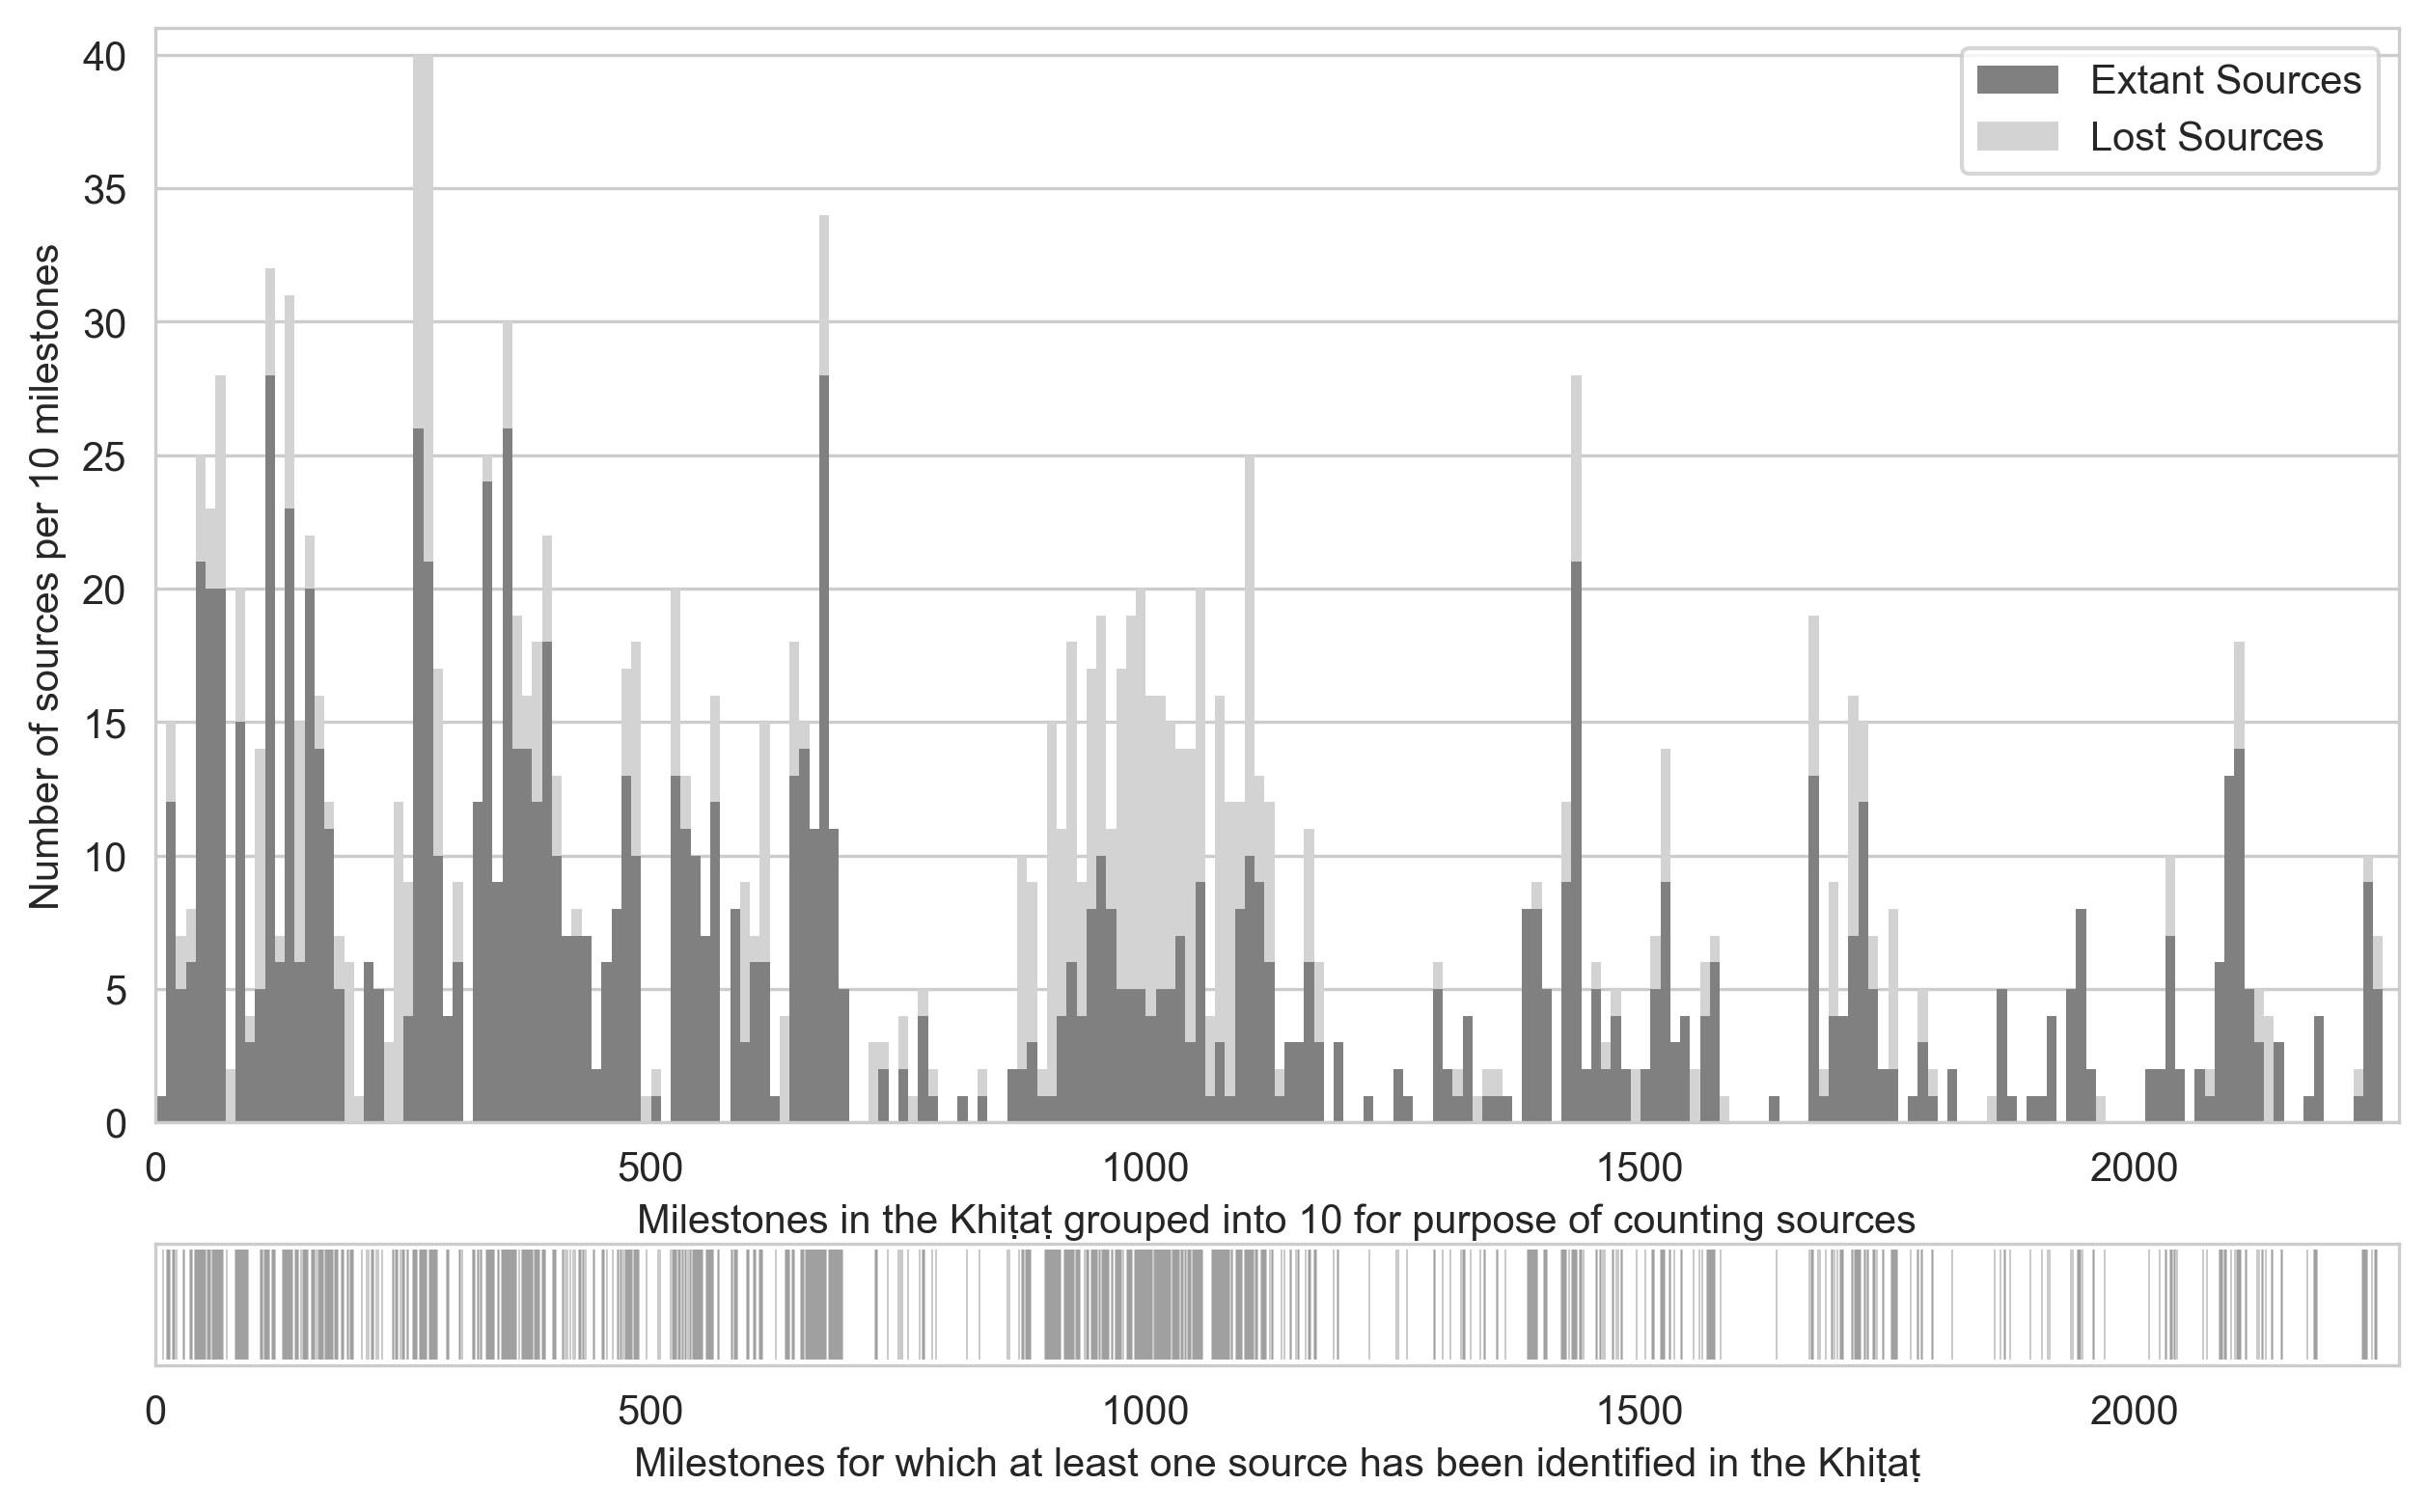 40
35
30
25
20
15
10
5
0
Number of sources per 10 milestones
Extant Sources
Lost Sources
0 500 1000 1500 2000
Milestones in the Khiṭaṭ grouped into 10 for purpose of counting sources
0 500 1000 1500 2000
Milestones for which at least one source has been identified in the Khiṭaṭ